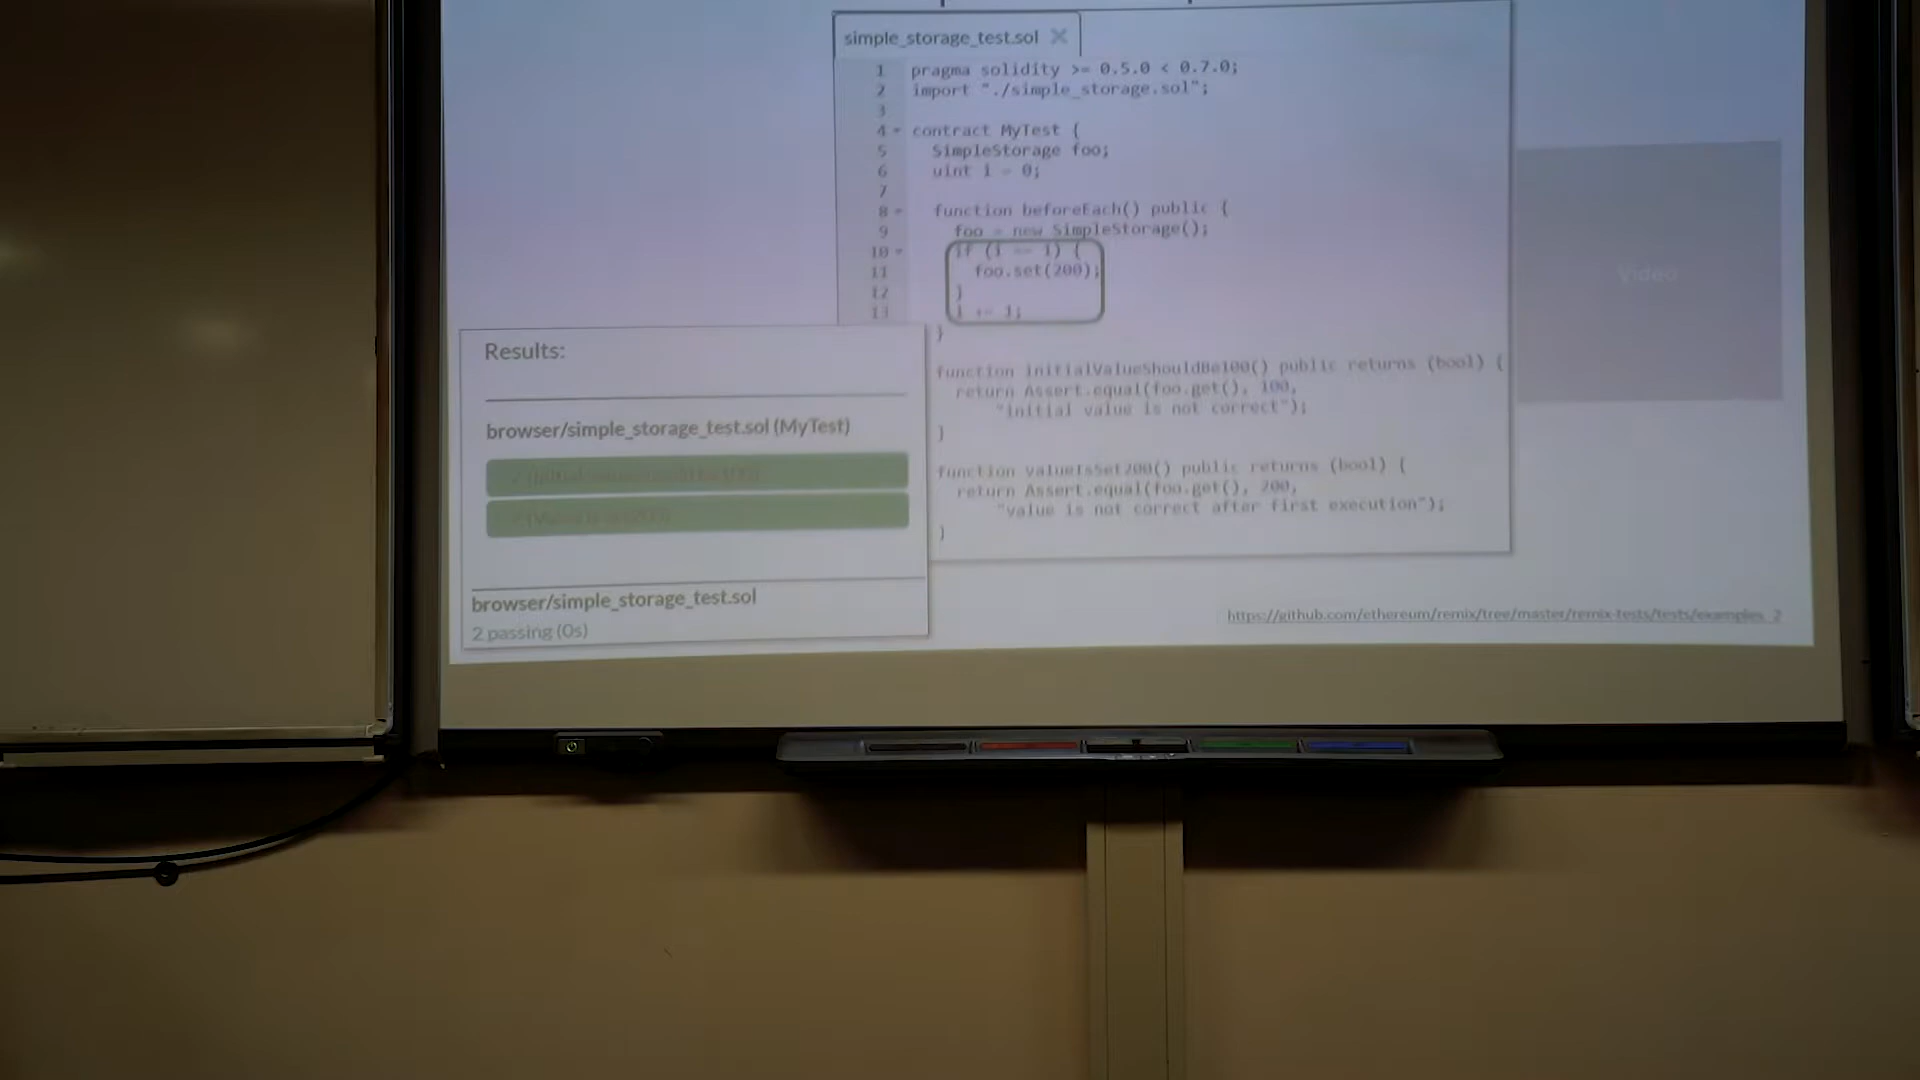 simple_storage_test.sol
1 pragma solidity >= 0.5.0 < 0.7.0;
2 import "./simple_storage.sol";
3
4 contract MyTest {
5 SimpleStorage foo;
6 uint i = 0;
7
8 function beforeEach() public {
9 foo = new SimpleStorage();
10 if (i == 1) {
11 foo.set(200);
12 }
13 i += 1;
}
function initialValueShouldBe100() public returns (bool) {
return Assert.equal(foo.get(), 100,
"initial value is not correct");
}
function valueIsSet200() public returns (bool) {
return Assert.equal(foo.get(), 200,
"value is not correct after first execution");
}
Video
Results:
browser/simple_storage_test.sol (MyTest)
browser/simple_storage_test.sol
2 passing (0s)
https://github.com/ethereum/remix/tree/master/remix-tests/tests/examples_2